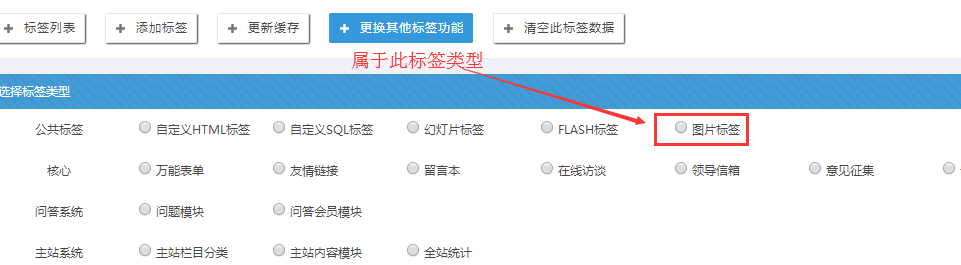 + 标签列表 + 添加标签 + 更新缓存 + 更换其他标签功能 + 清空此标签数据
属于此标签类型
选择标签类型
公共标签 自定义HTML标签 自定义SQL标签 幻灯片标签 FLASH标签 图片标签
核心 万能表单 友情链接 留言本 在线访谈 领导信箱 意见征集
问答系统 问题模块 问答会员模块
主站系统 主站栏目分类 主站内容模块 全站统计